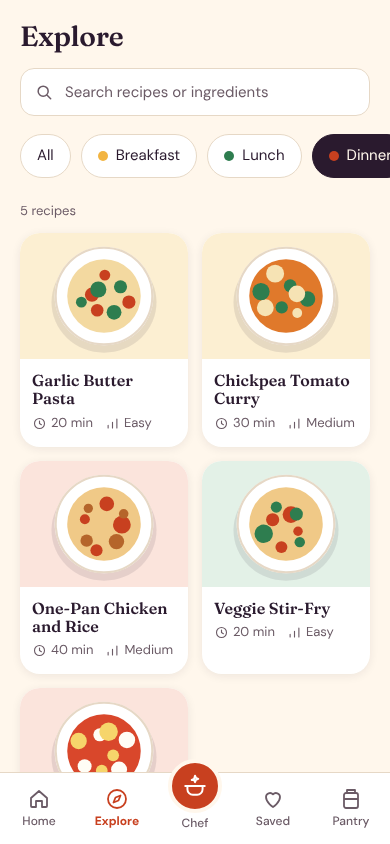 Explore
Search recipes or ingredients
All
Breakfast
Lunch
Dinner
5 recipes
Garlic Butter
Pasta
20 min Easy
Chickpea Tomato
Curry
30 min Medium
One-Pan Chicken
and Rice
40 min Medium
Veggie Stir-Fry
20 min Easy
Home
Explore
Chef
Saved
Pantry